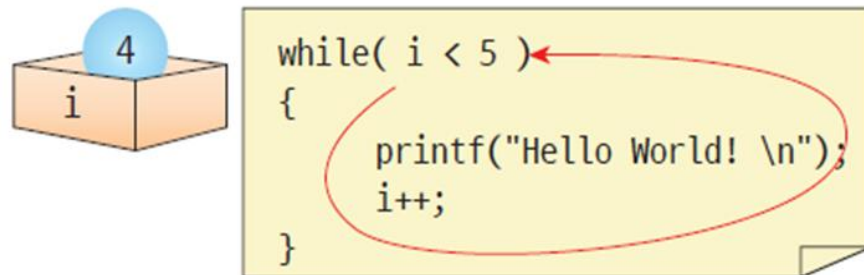 4
i
while( i < 5 )
{
printf("Hello World! \n");
i++;
}